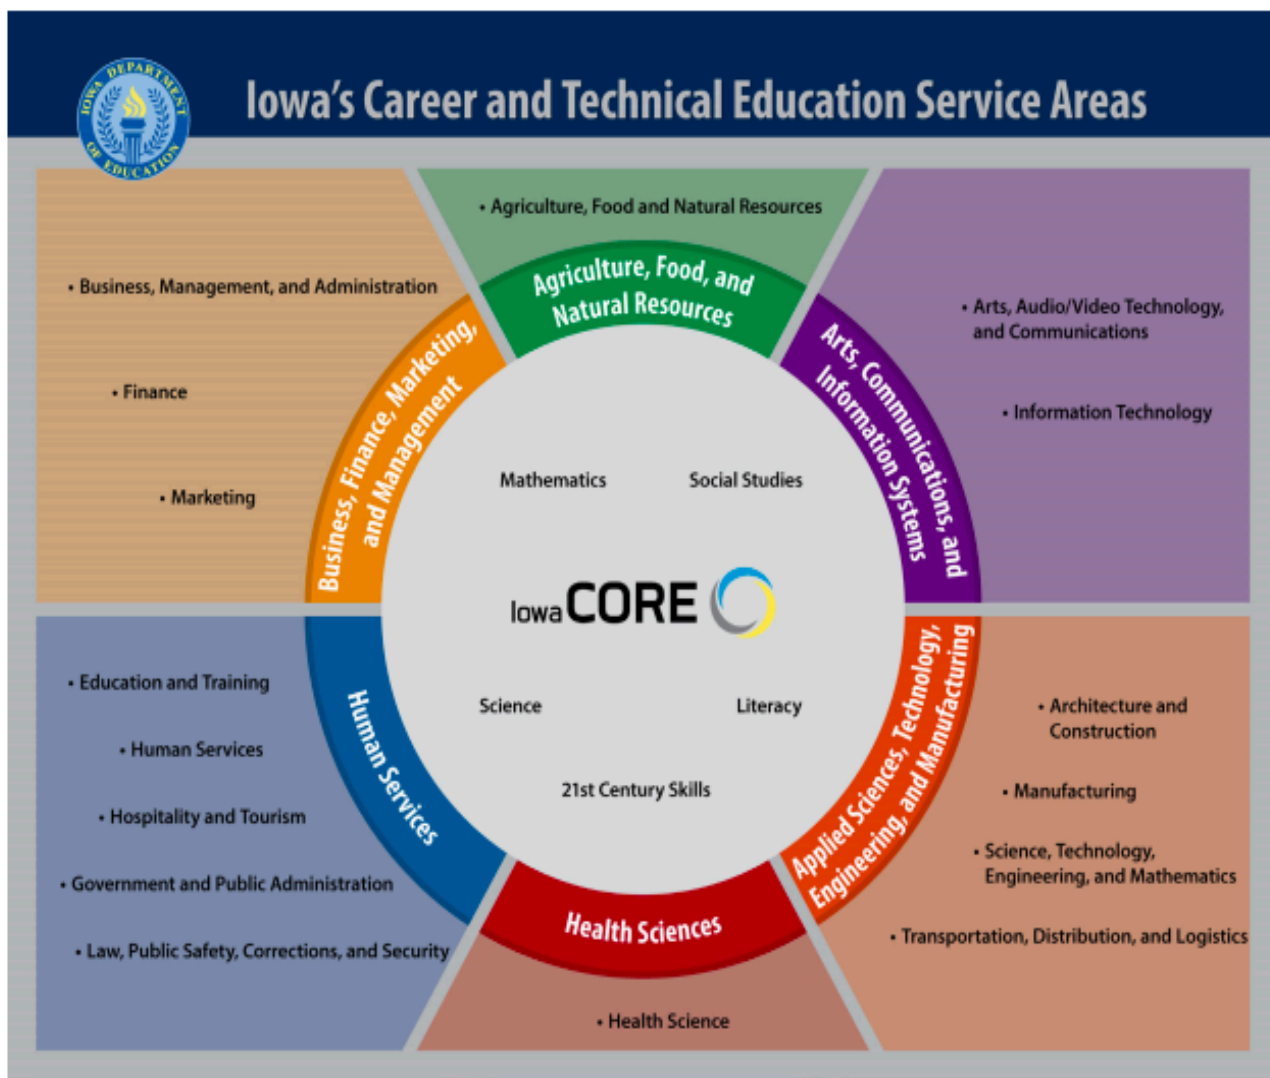 IOWA DEPARTMENT
OF EDUCATION
Iowa's Career and Technical Education Service Areas
• Agriculture, Food and Natural Resources
Agriculture, Food, and
Natural Resources
• Business, Management, and Administration
• Finance
• Marketing
Business, Finance, Marketing,
and Management
• Arts, Audio/Video Technology,
and Communications
• Information Technology
Arts, Communications, and
Information Systems
Mathematics
Social Studies
Iowa CORE
Science
Literacy
21st Century Skills
• Education and Training
• Human Services
• Hospitality and Tourism
• Government and Public Administration
• Law, Public Safety, Corrections, and Security
Human Services
Applied Sciences, Technology,
Engineering, and Manufacturing
• Architecture and
Construction
• Manufacturing
• Science, Technology,
Engineering, and Mathematics
• Transportation, Distribution, and Logistics
Health Sciences
• Health Science